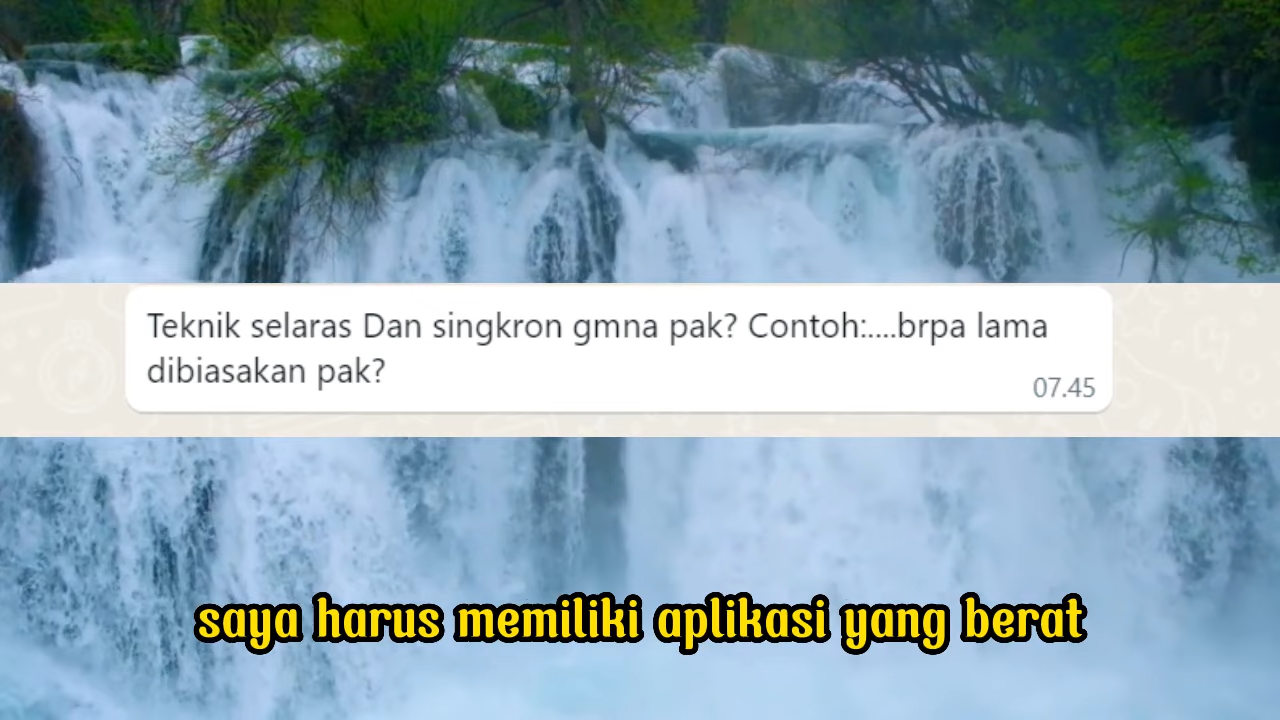 Teknik selaras Dan singkron gmna pak? Contoh:....brpa lama
dibiasakan pak?
07.45
saya harus memiliki aplikasi yang berat